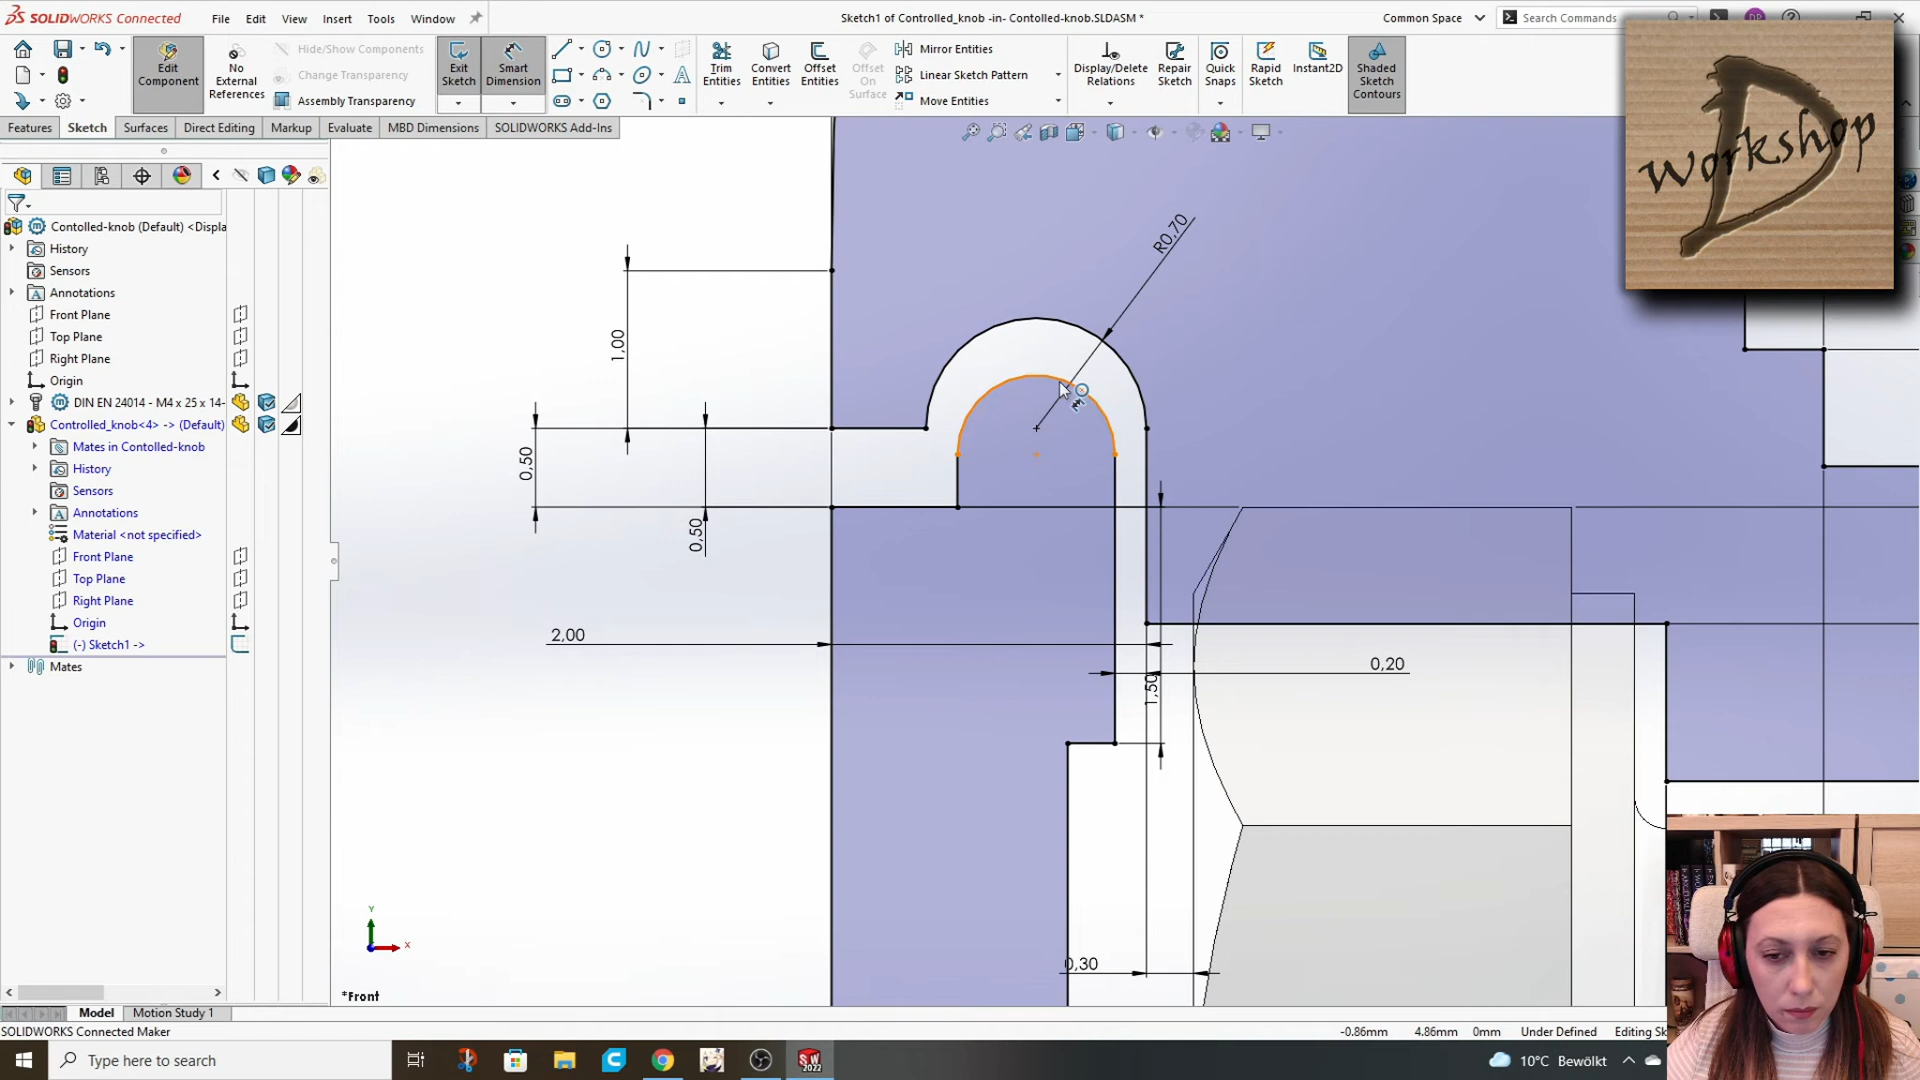 SOLIDWORKS Connected
File Edit View Insert Tools Window
Sketch1 of Controlled_knob -in- Contolled-knob.SLDASM *
Common Space
Search Commands
Edit Component
No External References
Hide/Show Components
Change Transparency
Assembly Transparency
Exit Sketch
Smart Dimension
Trim Entities
Convert Entities
Offset Entities
Offset On Surface
Mirror Entities
Linear Sketch Pattern
Move Entities
Display/Delete Relations
Repair Sketch
Quick Snaps
Rapid Sketch
Instant2D
Shaded Sketch Contours
Features Sketch Surfaces Direct Editing Markup Evaluate MBD Dimensions SOLIDWORKS Add-Ins
Workshop
Contolled-knob (Default) <Displa
History
Sensors
Annotations
Front Plane
Top Plane
Right Plane
Origin
DIN EN 24014 - M4 x 25 x 14-
Controlled_knob<4> -> (Default)
Mates in Contolled-knob
History
Sensors
Annotations
Material <not specified>
Front Plane
Top Plane
Right Plane
Origin
(-) Sketch1 ->
Mates
R0,70
1,00
0,50
0,50
2,00
0,20
1,50
0,30
Y
X
*Front
Model Motion Study 1
SOLIDWORKS Connected Maker
-0.86mm 4.86mm 0mm Under Defined Editing Sk
Type here to search
SW 2022
10°C Bewölkt